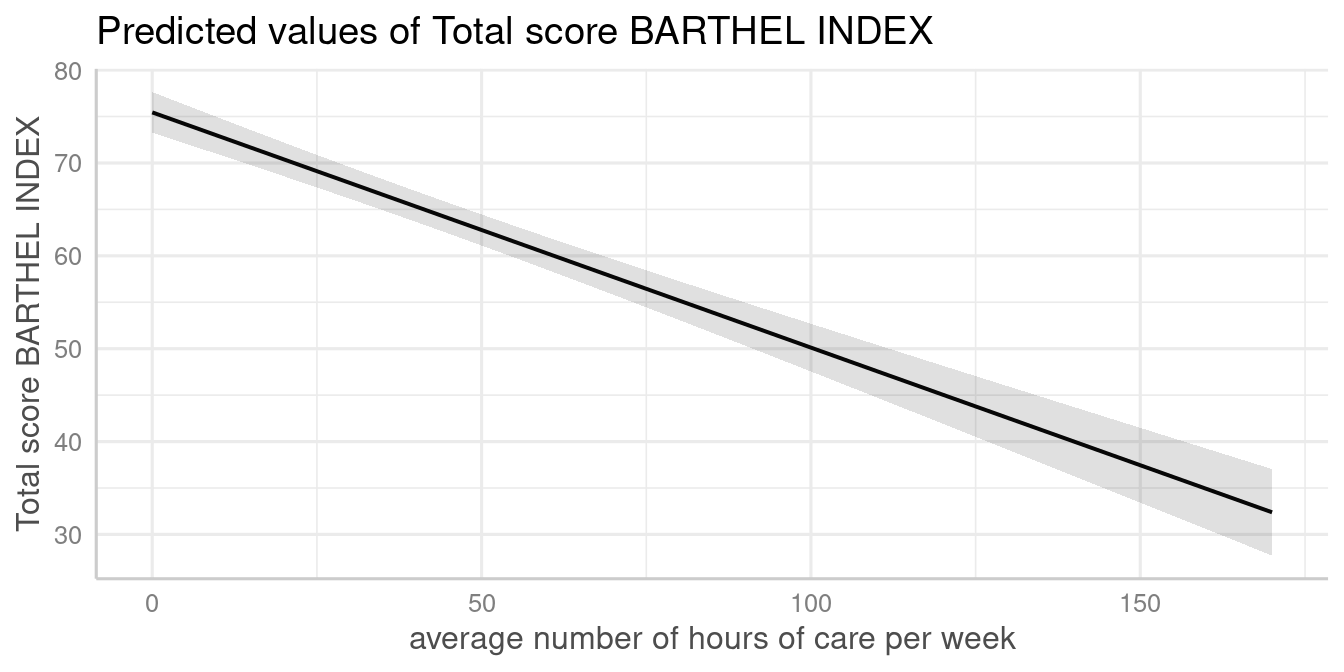 Predicted values of Total score BARTHEL INDEX
Total score BARTHEL INDEX
80
70
60
50
40
30
0 50 100 150
average number of hours of care per week